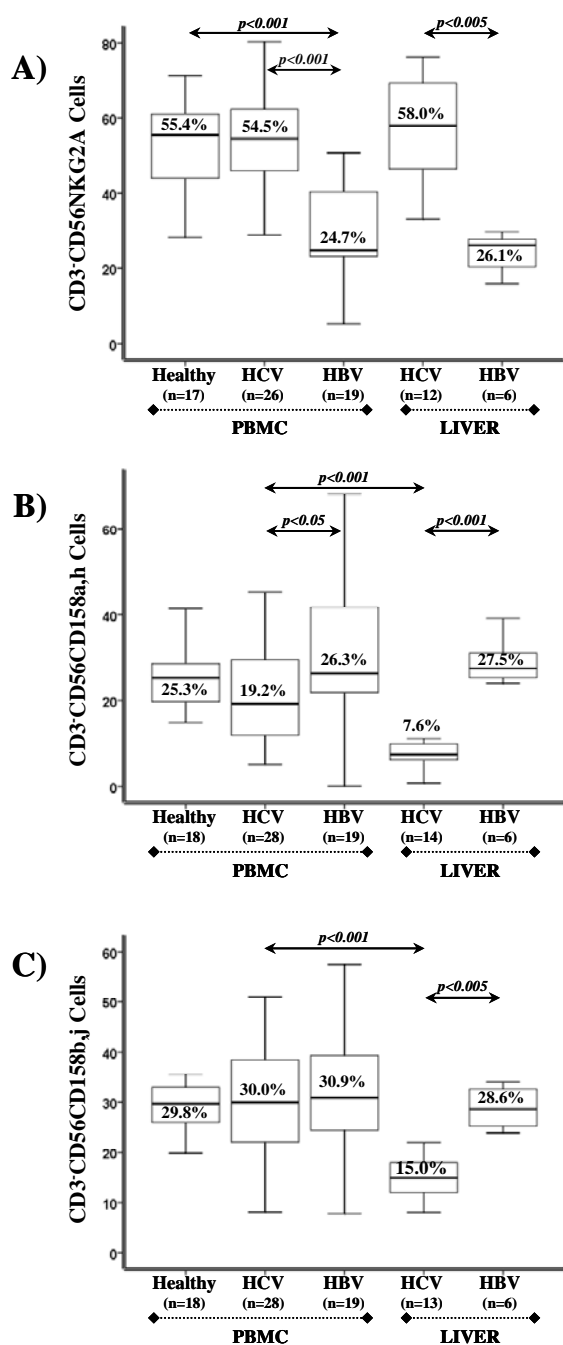 p<0.001
p<0.005
p<0.001
A)
CD3-CD56NKG2A Cells
80
60
40
20
0
55.4%
54.5%
24.7%
58.0%
26.1%
Healthy HCV HBV HCV HBV
(n=17) (n=26) (n=19) (n=12) (n=6)
PBMC LIVER
p<0.001
p<0.05
p<0.001
B)
CD3-CD56CD158a,h Cells
60
40
20
0
25.3%
19.2%
26.3%
7.6%
27.5%
Healthy HCV HBV HCV HBV
(n=18) (n=28) (n=19) (n=14) (n=6)
PBMC LIVER
p<0.001
p<0.005
C)
CD3-CD56CD158b,j Cells
60
50
40
30
20
10
0
29.8%
30.0%
30.9%
15.0%
28.6%
Healthy HCV HBV HCV HBV
(n=18) (n=28) (n=19) (n=13) (n=6)
PBMC LIVER